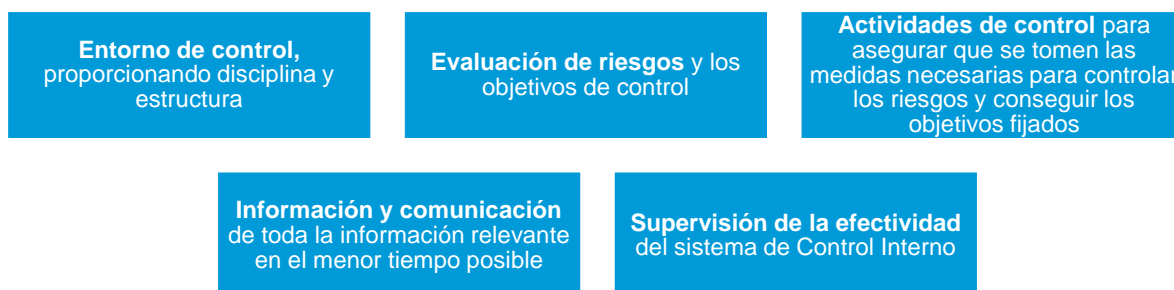 Entorno de control,
proporcionando disciplina y
estructura
Evaluación de riesgos y los
objetivos de control
Actividades de control para
asegurar que se tomen las
medidas necesarias para controlar
los riesgos y conseguir los
objetivos fijados
Información y comunicación
de toda la información relevante
en el menor tiempo posible
Supervisión de la efectividad
del sistema de Control Interno